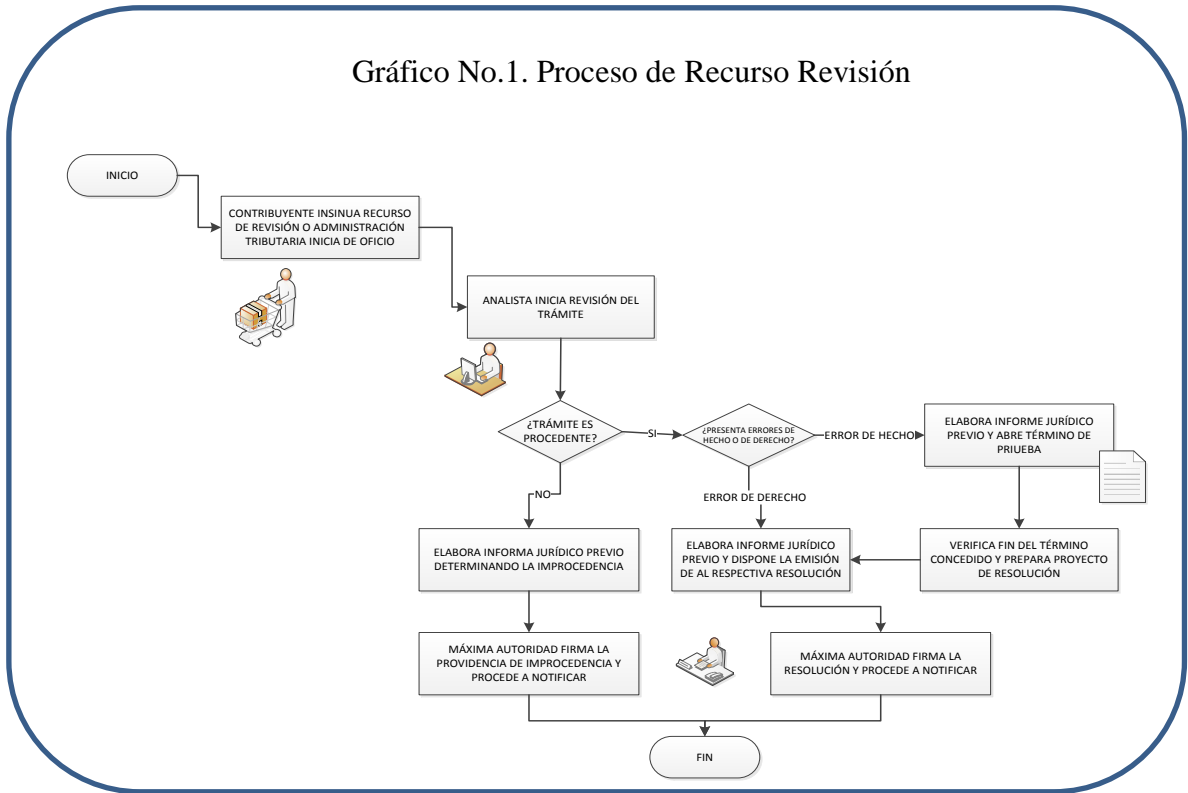 Gráfico No.1. Proceso de Recurso Revisión
INICIO
CONTRIBUYENTE INSINUA RECURSO
DE REVISIÓN O ADMINISTRACIÓN
TRIBUTARIA INICIA DE OFICIO
ANALISTA INICIA REVISIÓN DEL
TRÁMITE
¿TRÁMITE ES
PROCEDENTE?
SI
¿PRESENTA ERRORES DE
HECHO O DE DERECHO?
ERROR DE HECHO
ELABORA INFORME JURÍDICO
PREVIO Y ABRE TÉRMINO DE
PRIUEBA
NO
ERROR DE DERECHO
ELABORA INFORMA JURÍDICO PREVIO
DETERMINANDO LA IMPROCEDENCIA
ELABORA INFORME JURÍDICO
PREVIO Y DISPONE LA EMISIÓN
DE AL RESPECTIVA RESOLUCIÓN
VERIFICA FIN DEL TÉRMINO
CONCEDIDO Y PREPARA PROYECTO
DE RESOLUCIÓN
MÁXIMA AUTORIDAD FIRMA LA
PROVIDENCIA DE IMPROCEDENCIA Y
PROCEDE A NOTIFICAR
MÁXIMA AUTORIDAD FIRMA LA
RESOLUCIÓN Y PROCEDE A NOTIFICAR
FIN